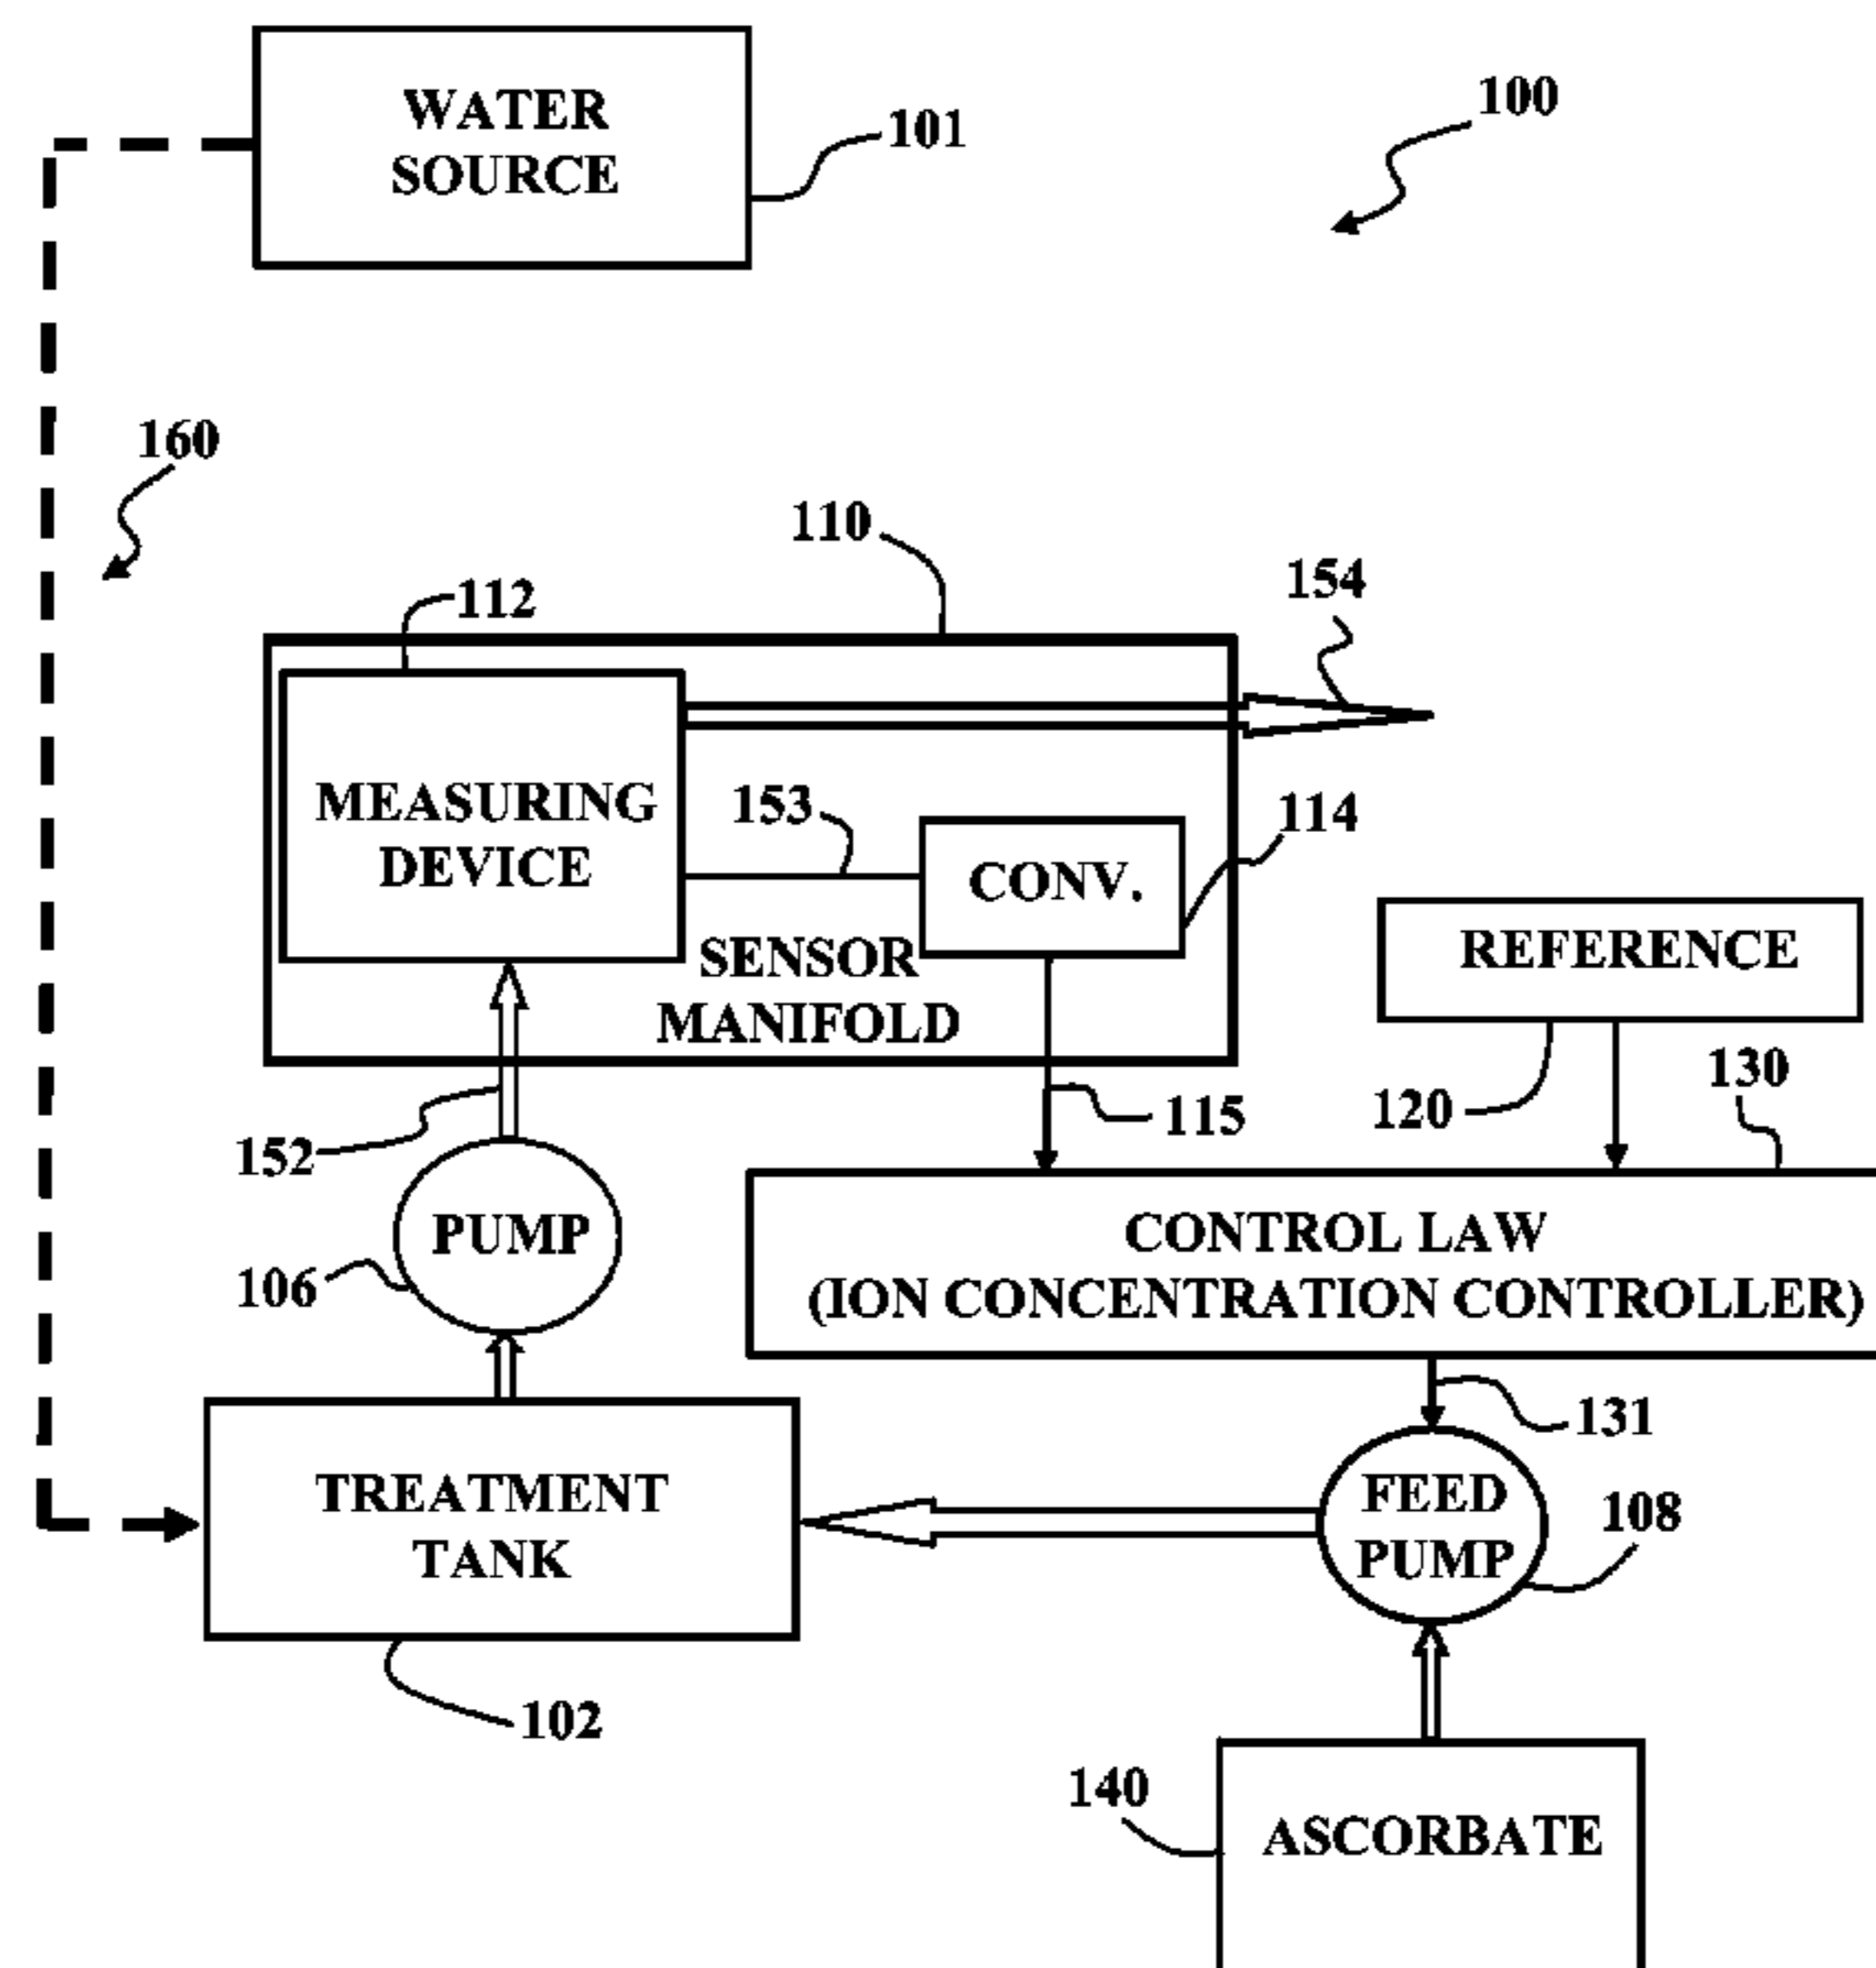 WATER
SOURCE
101
100
160
110
154
112
MEASURING
DEVICE
153
114
CONV.
SENSOR
MANIFOLD
REFERENCE
152
115
120
130
PUMP
106
CONTROL LAW
(ION CONCENTRATION CONTROLLER)
131
TREATMENT
TANK
FEED
PUMP
108
102
140
ASCORBATE